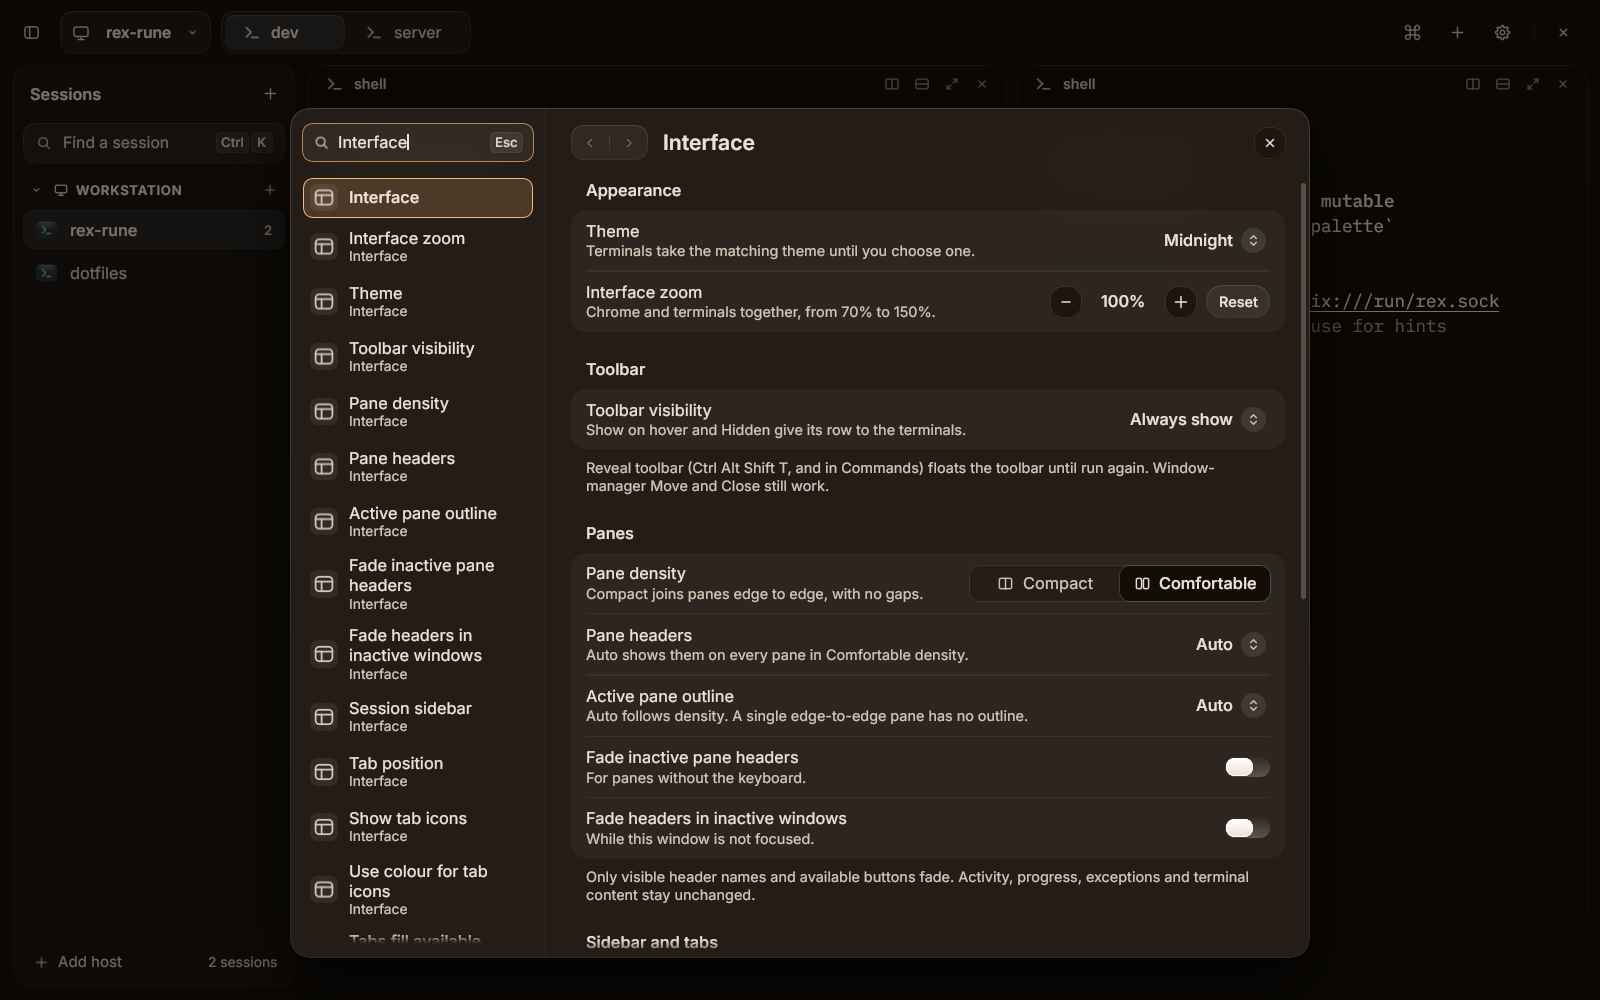 rex-rune
dev
server
Sessions
Find a session
Ctrl K
WORKSTATION
rex-rune 2
dotfiles
Add host
2 sessions
shell
shell
mutable
palette`
ix:///run/rex.sock
use for hints
Interface
Esc
Interface
Interface zoom
Interface
Theme
Interface
Toolbar visibility
Interface
Pane density
Interface
Pane headers
Interface
Active pane outline
Interface
Fade inactive pane
headers
Interface
Fade headers in
inactive windows
Interface
Session sidebar
Interface
Tab position
Interface
Show tab icons
Interface
Use colour for tab
icons
Interface
Tabs fill available
Interface
Appearance
Theme
Terminals take the matching theme until you choose one.
Midnight
Interface zoom
Chrome and terminals together, from 70% to 150%.
100%
Reset
Toolbar
Toolbar visibility
Show on hover and Hidden give its row to the terminals.
Always show
Reveal toolbar (Ctrl Alt Shift T, and in Commands) floats the toolbar until run again. Window-
manager Move and Close still work.
Panes
Pane density
Compact joins panes edge to edge, with no gaps.
Compact
Comfortable
Pane headers
Auto shows them on every pane in Comfortable density.
Auto
Active pane outline
Auto follows density. A single edge-to-edge pane has no outline.
Auto
Fade inactive pane headers
For panes without the keyboard.
Fade headers in inactive windows
While this window is not focused.
Only visible header names and available buttons fade. Activity, progress, exceptions and terminal
content stay unchanged.
Sidebar and tabs